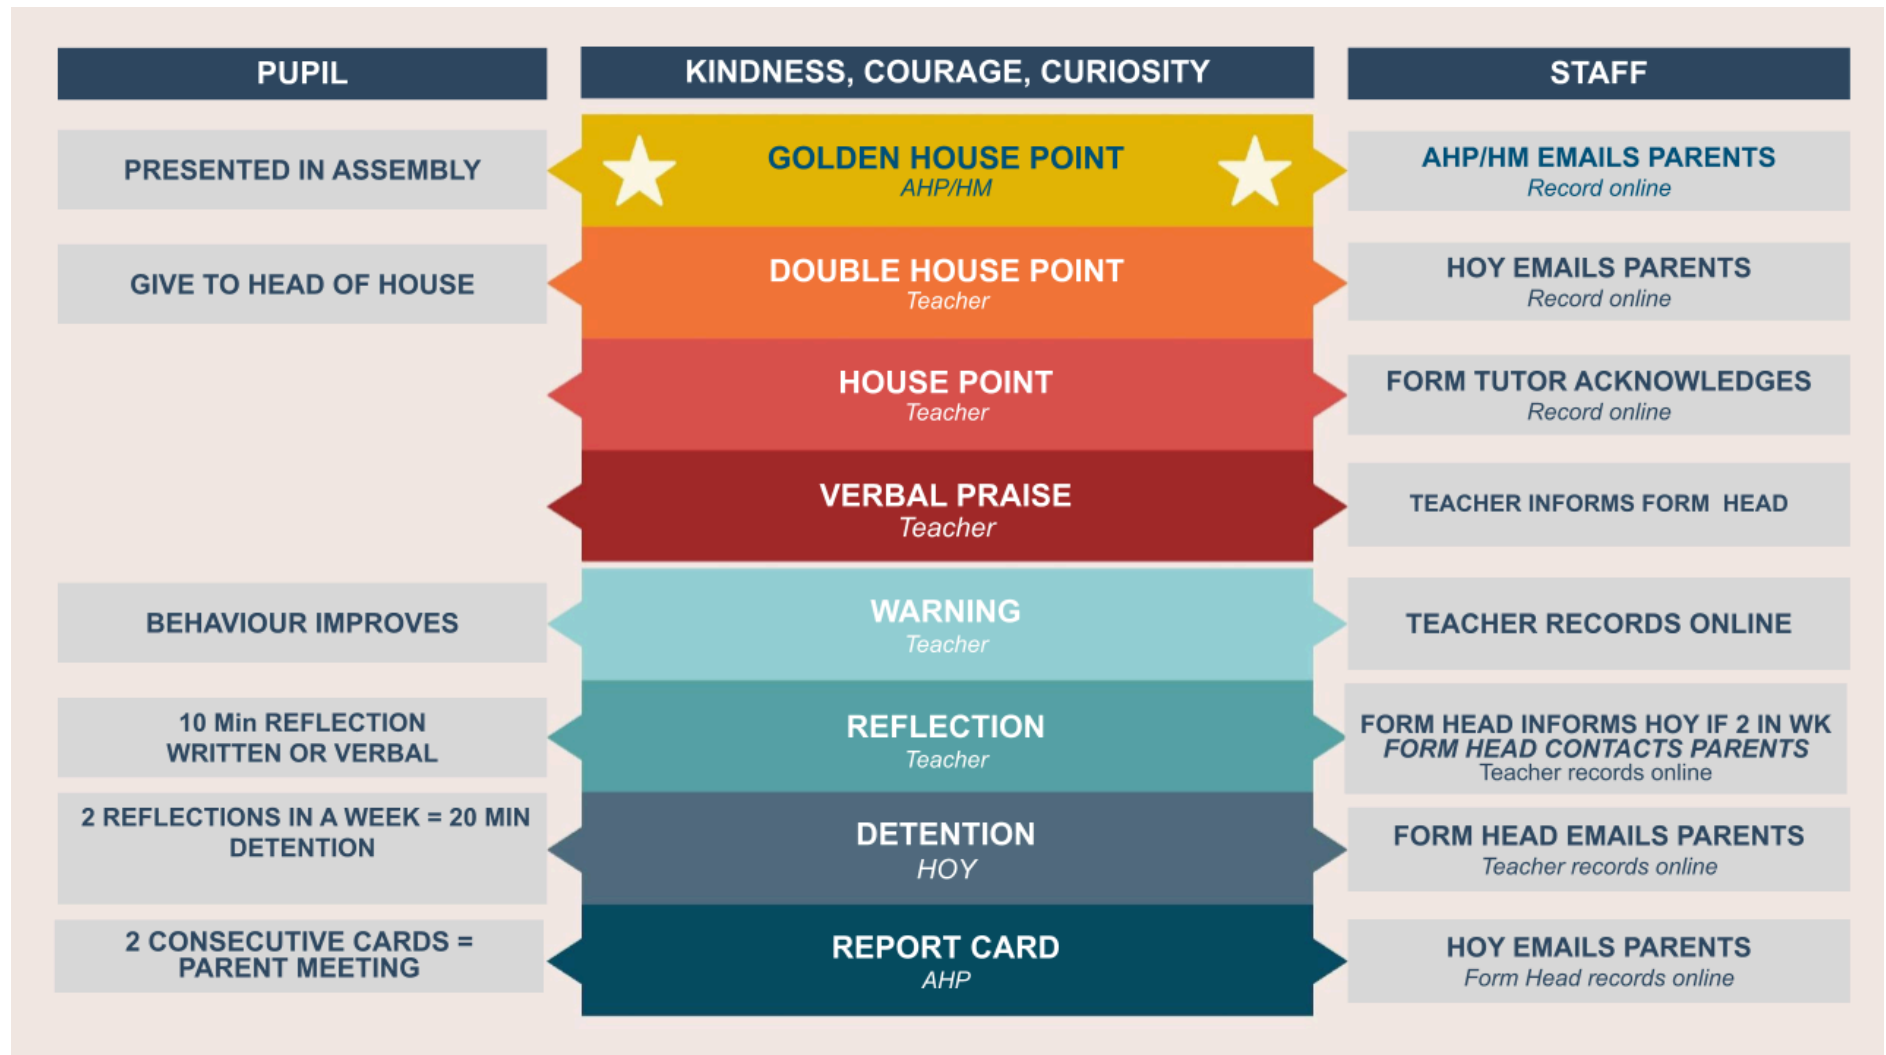 PUPIL
KINDNESS, COURAGE, CURIOSITY
STAFF
PRESENTED IN ASSEMBLY
GOLDEN HOUSE POINT
AHP/HM
AHP/HM EMAILS PARENTS
Record online
GIVE TO HEAD OF HOUSE
DOUBLE HOUSE POINT
Teacher
HOY EMAILS PARENTS
Record online
HOUSE POINT
Teacher
FORM TUTOR ACKNOWLEDGES
Record online
VERBAL PRAISE
Teacher
TEACHER INFORMS FORM HEAD
BEHAVIOUR IMPROVES
WARNING
Teacher
TEACHER RECORDS ONLINE
10 Min REFLECTION
WRITTEN OR VERBAL
REFLECTION
Teacher
FORM HEAD INFORMS HOY IF 2 IN WK
FORM HEAD CONTACTS PARENTS
Teacher records online
2 REFLECTIONS IN A WEEK = 20 MIN
DETENTION
DETENTION
HOY
FORM HEAD EMAILS PARENTS
Teacher records online
2 CONSECUTIVE CARDS =
PARENT MEETING
REPORT CARD
AHP
HOY EMAILS PARENTS
Form Head records online